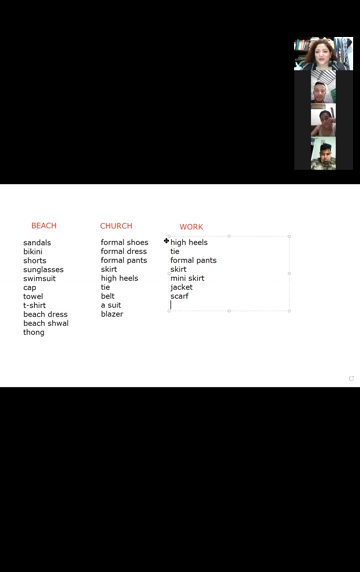 BEACH
sandals
bikini
shorts
sunglasses
swimsuit
cap
towel
t-shirt
beach dress
beach shwal
thong
CHURCH
formal shoes
formal dress
formal pants
skirt
high heels
tie
belt
a suit
blazer
WORK
high heels
tie
formal pants
skirt
mini skirt
jacket
scarf